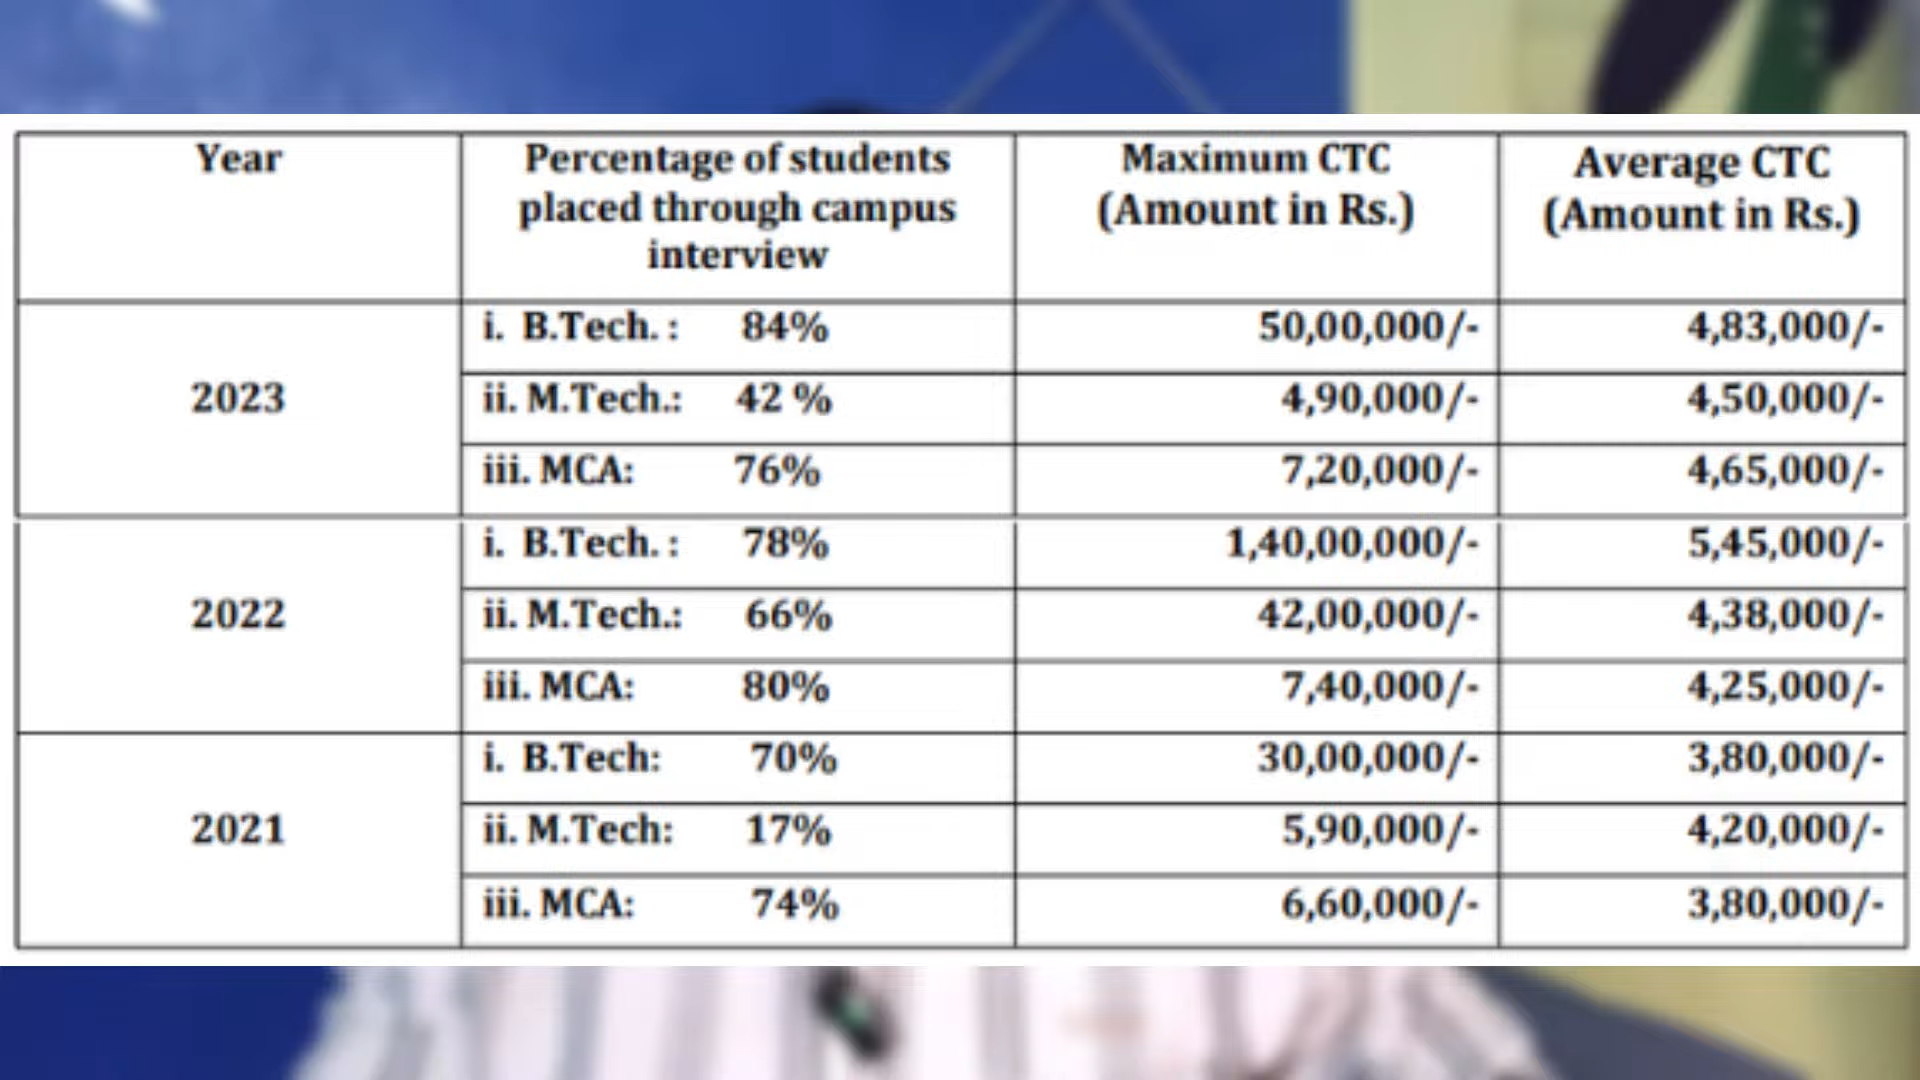 Year
Percentage of students
placed through campus
interview
Maximum CTC
(Amount in Rs.)
Average CTC
(Amount in Rs.)
2023
i. B.Tech. : 84% 50,00,000/- 4,83,000/-
ii. M.Tech.: 42 % 4,90,000/- 4,50,000/-
iii. MCA: 76% 7,20,000/- 4,65,000/-
2022
i. B.Tech. : 78% 1,40,00,000/- 5,45,000/-
ii. M.Tech.: 66% 42,00,000/- 4,38,000/-
iii. MCA: 80% 7,40,000/- 4,25,000/-
2021
i. B.Tech: 70% 30,00,000/- 3,80,000/-
ii. M.Tech: 17% 5,90,000/- 4,20,000/-
iii. MCA: 74% 6,60,000/- 3,80,000/-